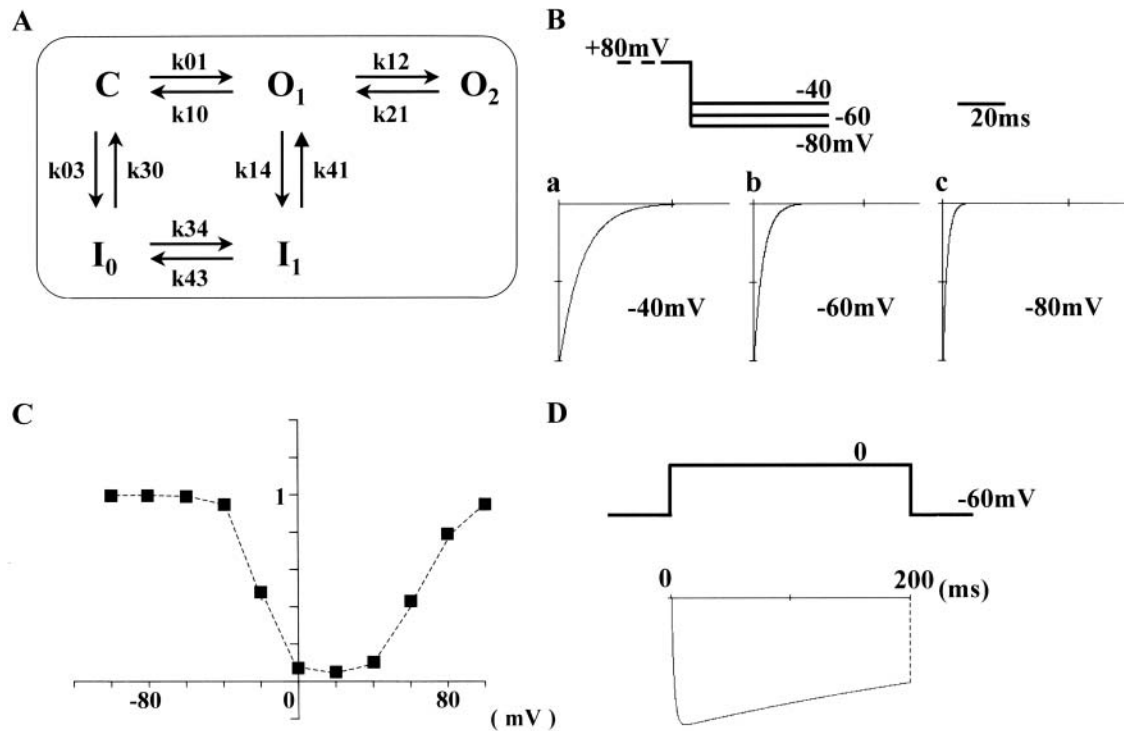 A
k01
k12
C
O1
O2
k10
k21
k03
k30
k14
k41
k34
I0
I1
k43
B
+80mV
-40
-60
-80mV
20ms
a
b
c
-40mV
-60mV
-80mV
C
1
-80
0
80
( mV )
D
0
-60mV
0
200 (ms)